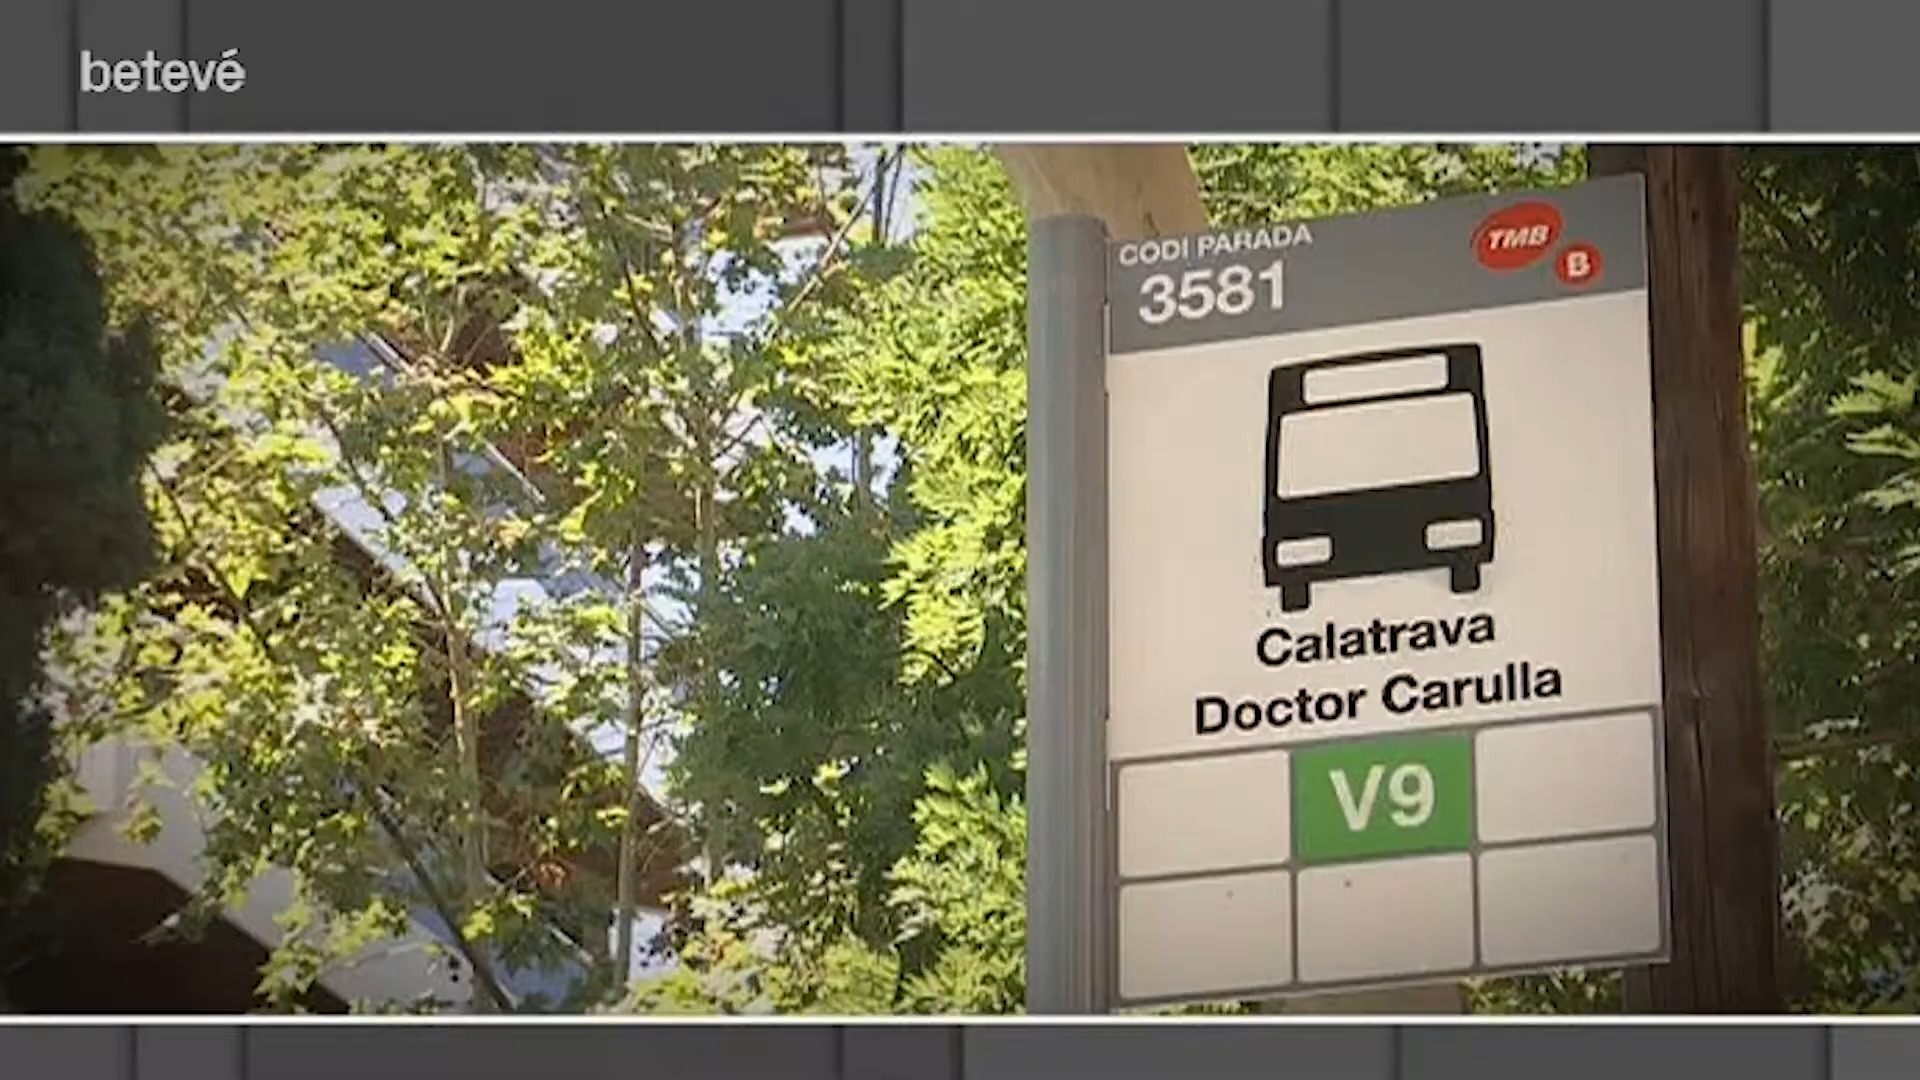 betevé
CODI PARADA
3581
TMB
B
Calatrava
Doctor Carulla
V9